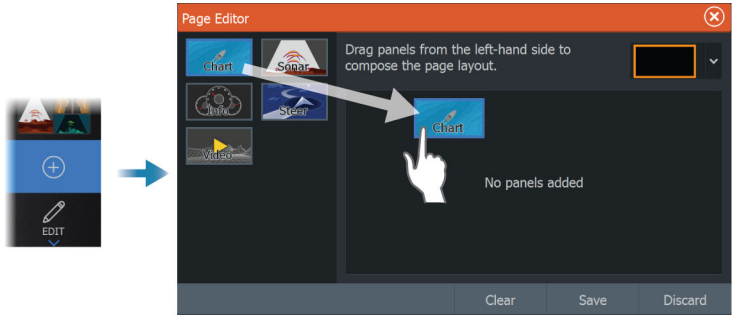 EDIT
Page Editor
Chart
Sonar
Info
Steer
Video
Drag panels from the left-hand side to
compose the page layout.
Chart
No panels added
Clear
Save
Discard